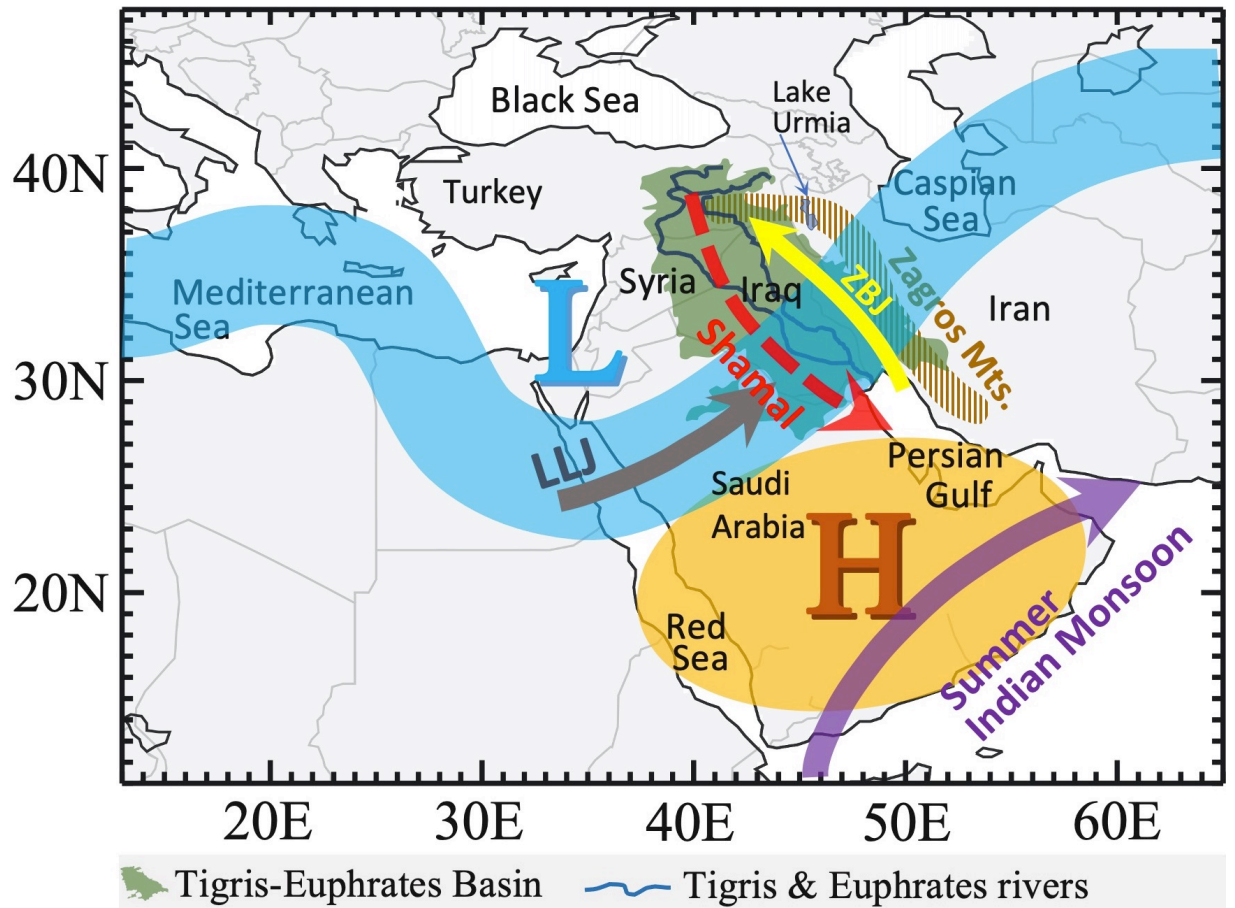 Black Sea
Lake
Urmia
40N
Turkey
Caspian
Sea
Mediterranean
Sea
L
Syria
Iraq
ZBJ
Zagros Mts.
Iran
30N
Shamal
LLJ
Persian
Gulf
Saudi
Arabia
H
20N
Red
Sea
Summer
Indian Monsoon
20E
30E
40E
50E
60E
Tigris-Euphrates Basin
Tigris & Euphrates rivers